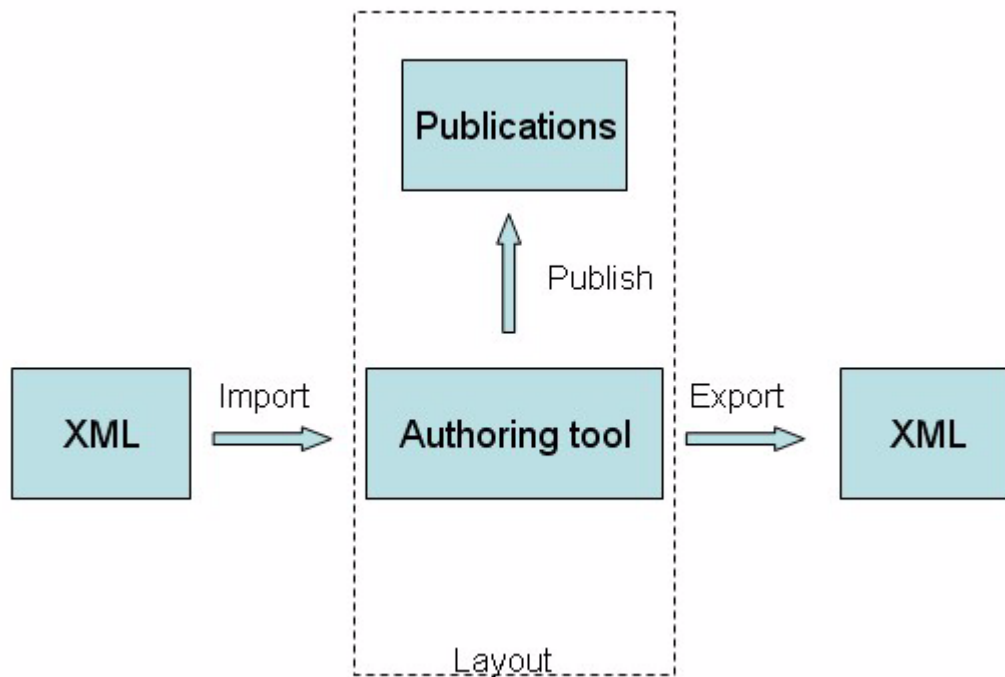 Publications
Publish
Import
Export
XML
Authoring tool
XML
Layout